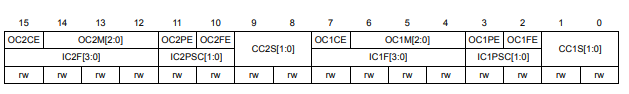 15 14 13 12 11 10 9 8 7 6 5 4 3 2 1 0
OC2CE OC2M[2:0] OC2PE OC2FE CC2S[1:0] OC1CE OC1M[2:0] OC1PE OC1FE CC1S[1:0]
IC2F[3:0] IC2PSC[1:0] IC1F[3:0] IC1PSC[1:0]
rw rw rw rw rw rw rw rw rw rw rw rw rw rw rw rw